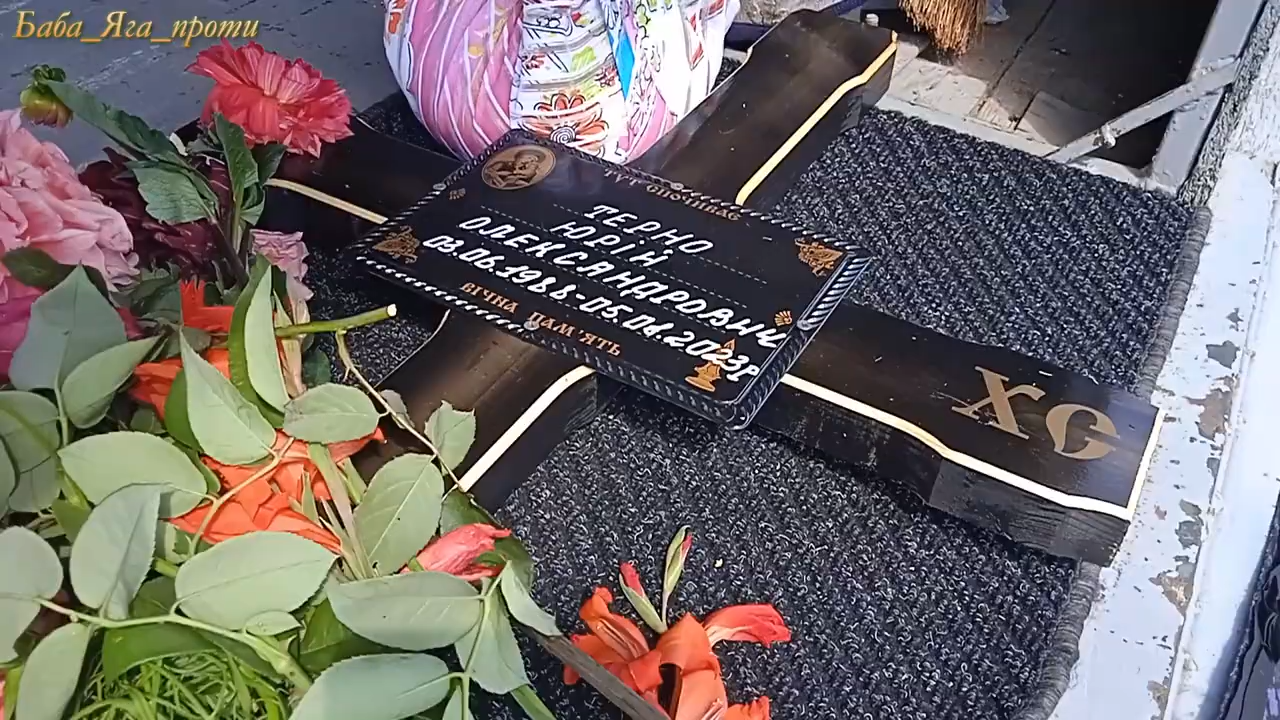 Баба_Яга_проти
ТУТ СПОЧИВАЄ
ТЕРНО
ЮРІЙ
ОЛЕКСАНДРОВИЧ
03.06.1988-05.06.2023р
ВІЧНА ПАМ'ЯТЬ
ХС